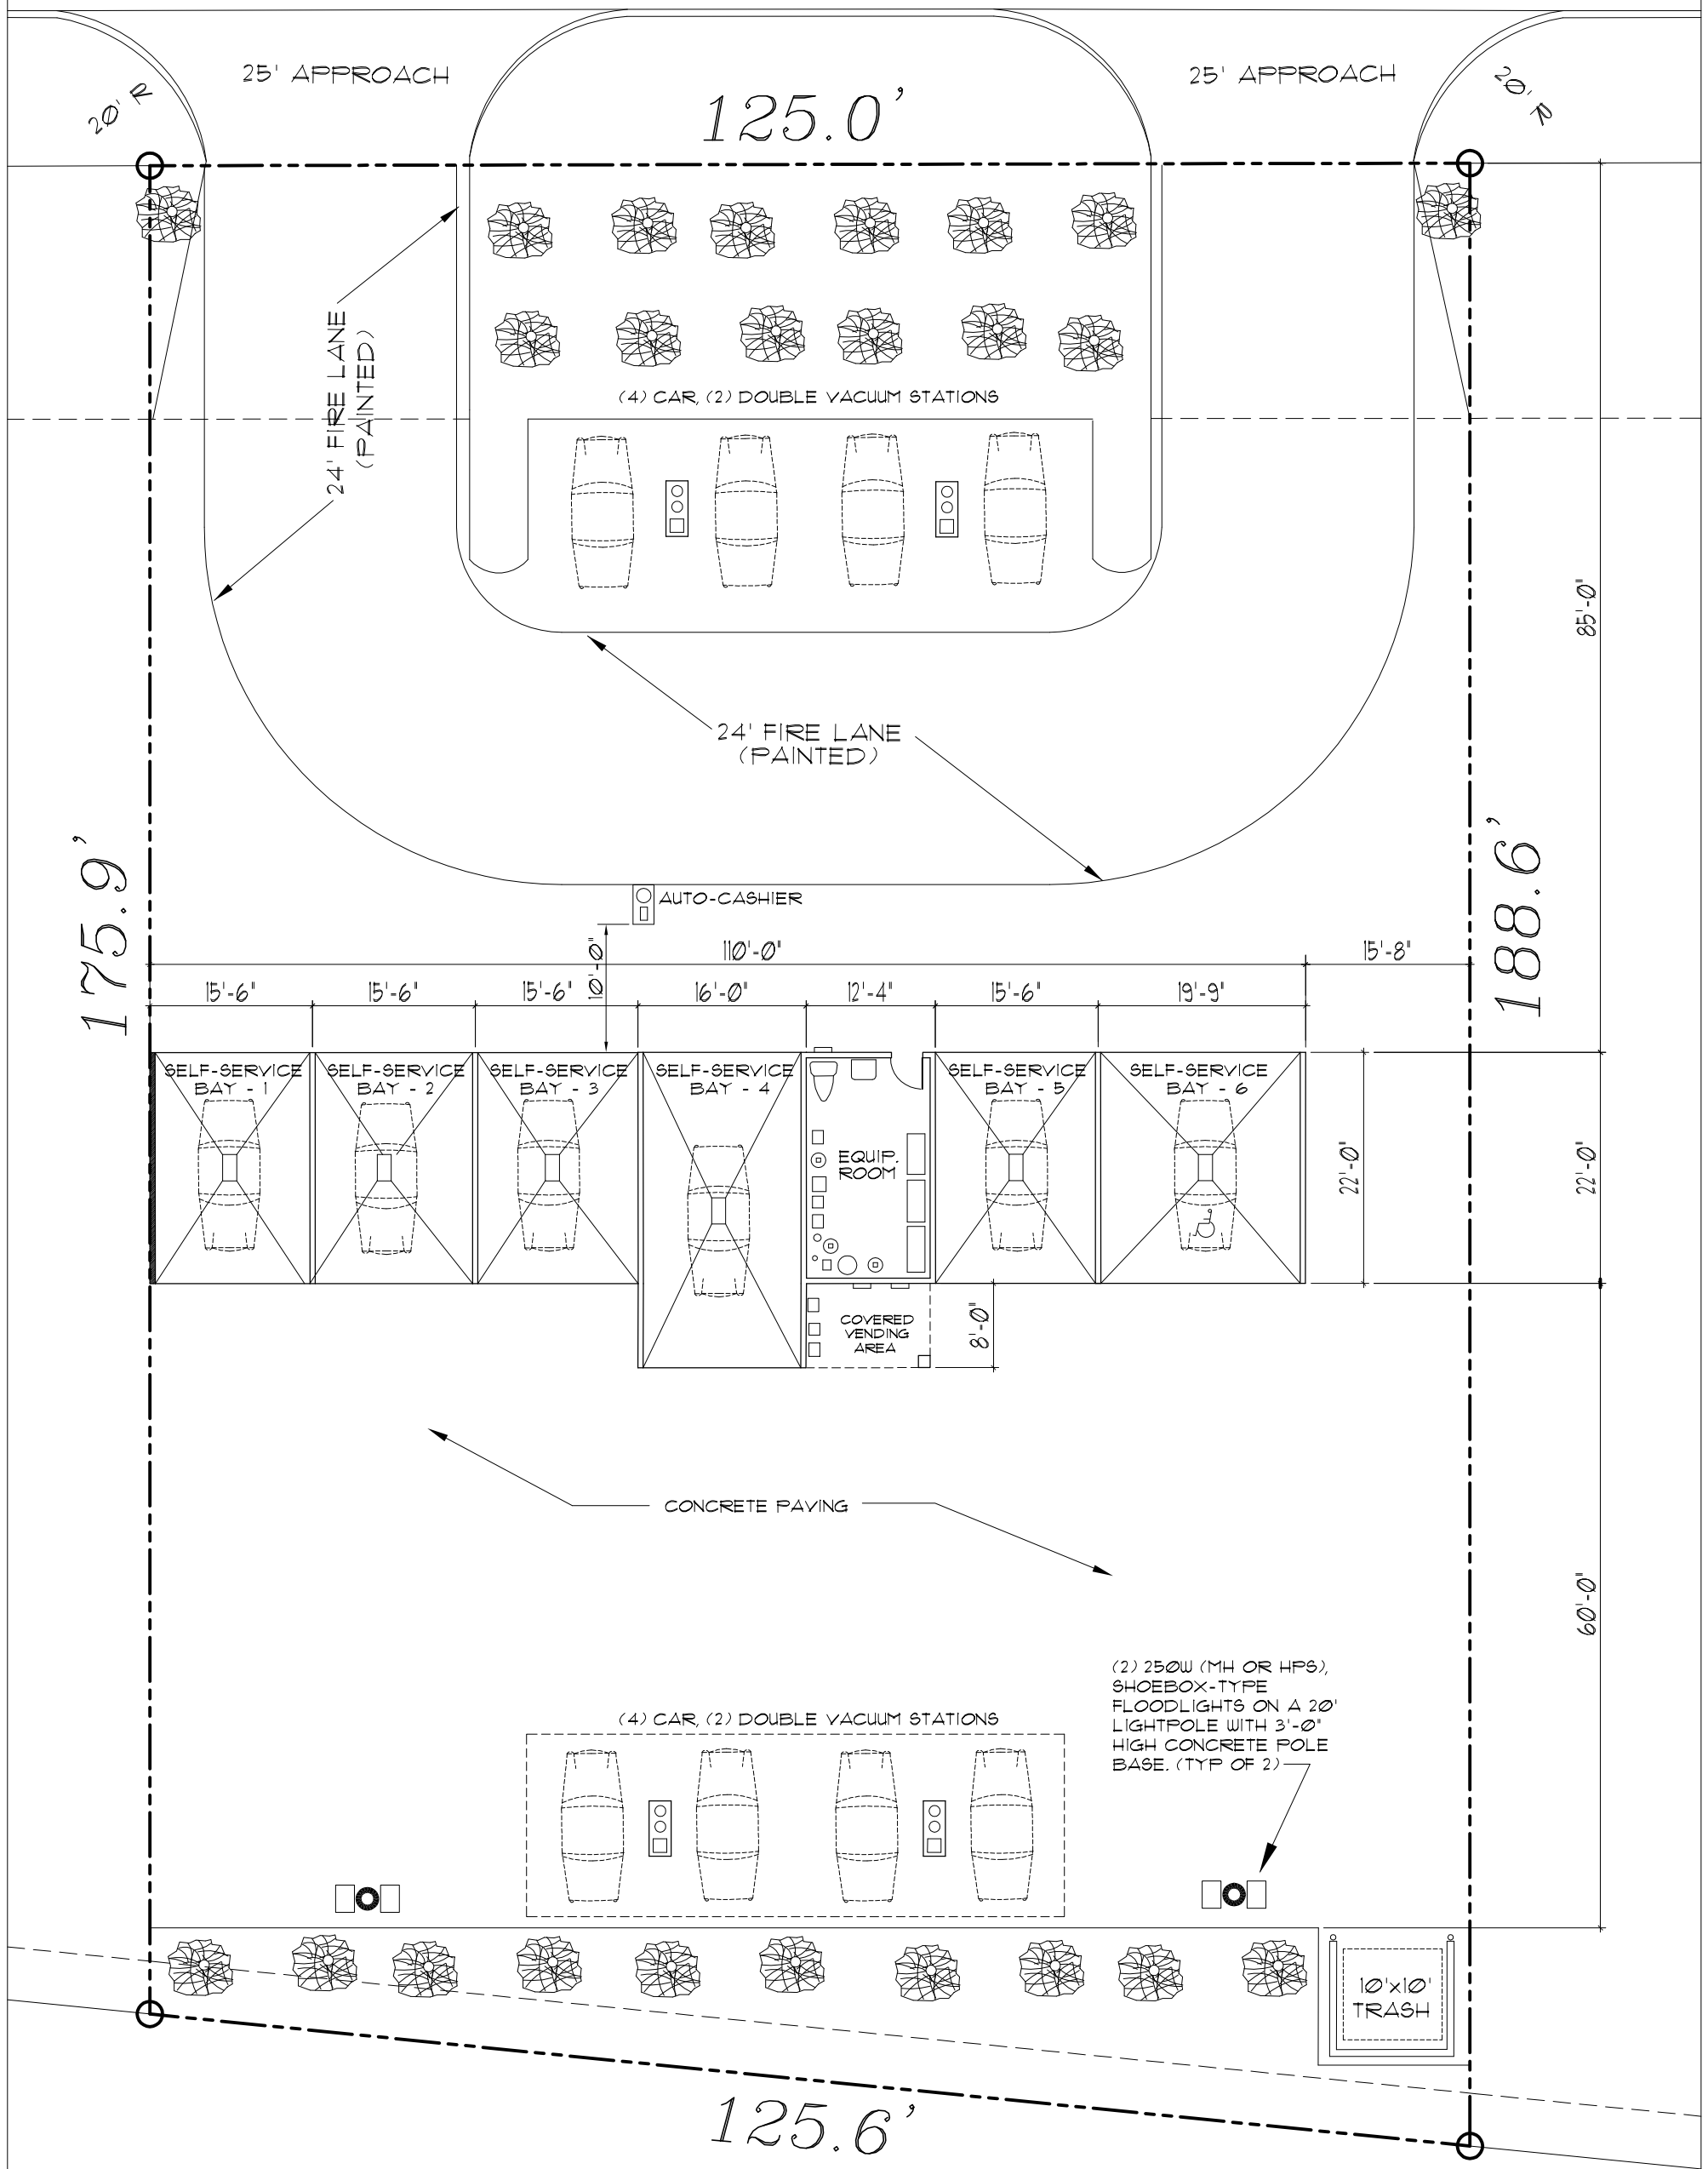 25' APPROACH
25' APPROACH
20' R
20' R
125.0'
24' FIRE LANE
(PAINTED)
(4) CAR, (2) DOUBLE VACUUM STATIONS
85'-0"
24' FIRE LANE
(PAINTED)
175.9'
188.6'
AUTO-CASHIER
10'-0"
110'-0"
15'-8"
15'-6"
15'-6"
15'-6"
16'-0"
12'-4"
15'-6"
19'-9"
SELF-SERVICE
BAY - 1
SELF-SERVICE
BAY - 2
SELF-SERVICE
BAY - 3
SELF-SERVICE
BAY - 4
EQUIP.
ROOM
SELF-SERVICE
BAY - 5
SELF-SERVICE
BAY - 6
22'-0"
22'-0"
COVERED
VENDING
AREA
8'-0"
CONCRETE PAVING
60'-0"
(2) 250W (MH OR HPS),
SHOEBOX-TYPE
FLOODLIGHTS ON A 20'
LIGHTPOLE WITH 3'-0"
HIGH CONCRETE POLE
BASE. (TYP OF 2)
(4) CAR, (2) DOUBLE VACUUM STATIONS
10'x10'
TRASH
125.6'